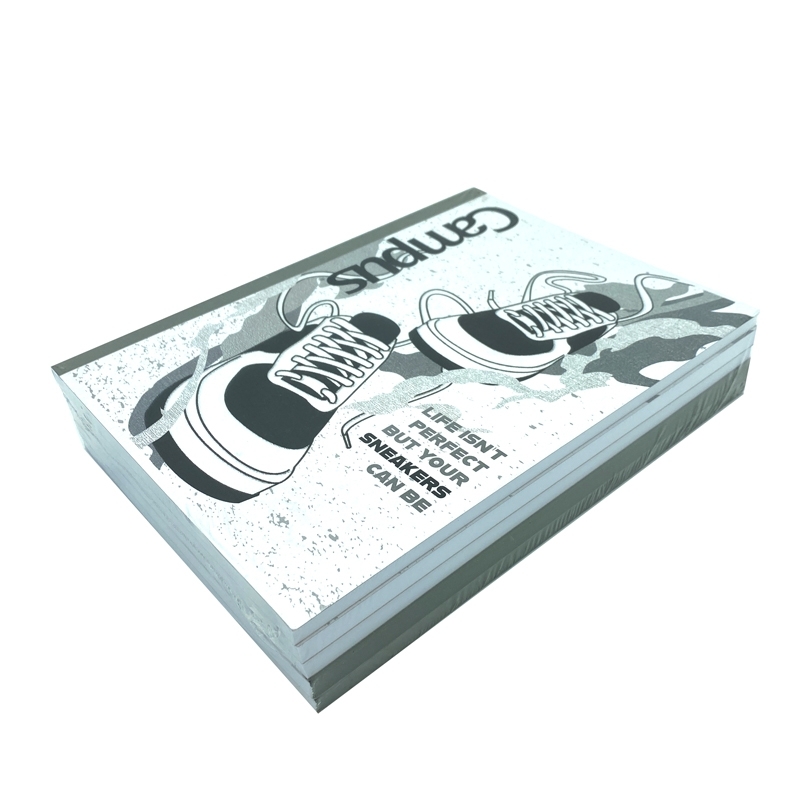 Campus
LIFE ISN'T
PERFECT
BUT YOUR
SNEAKERS
CAN BE